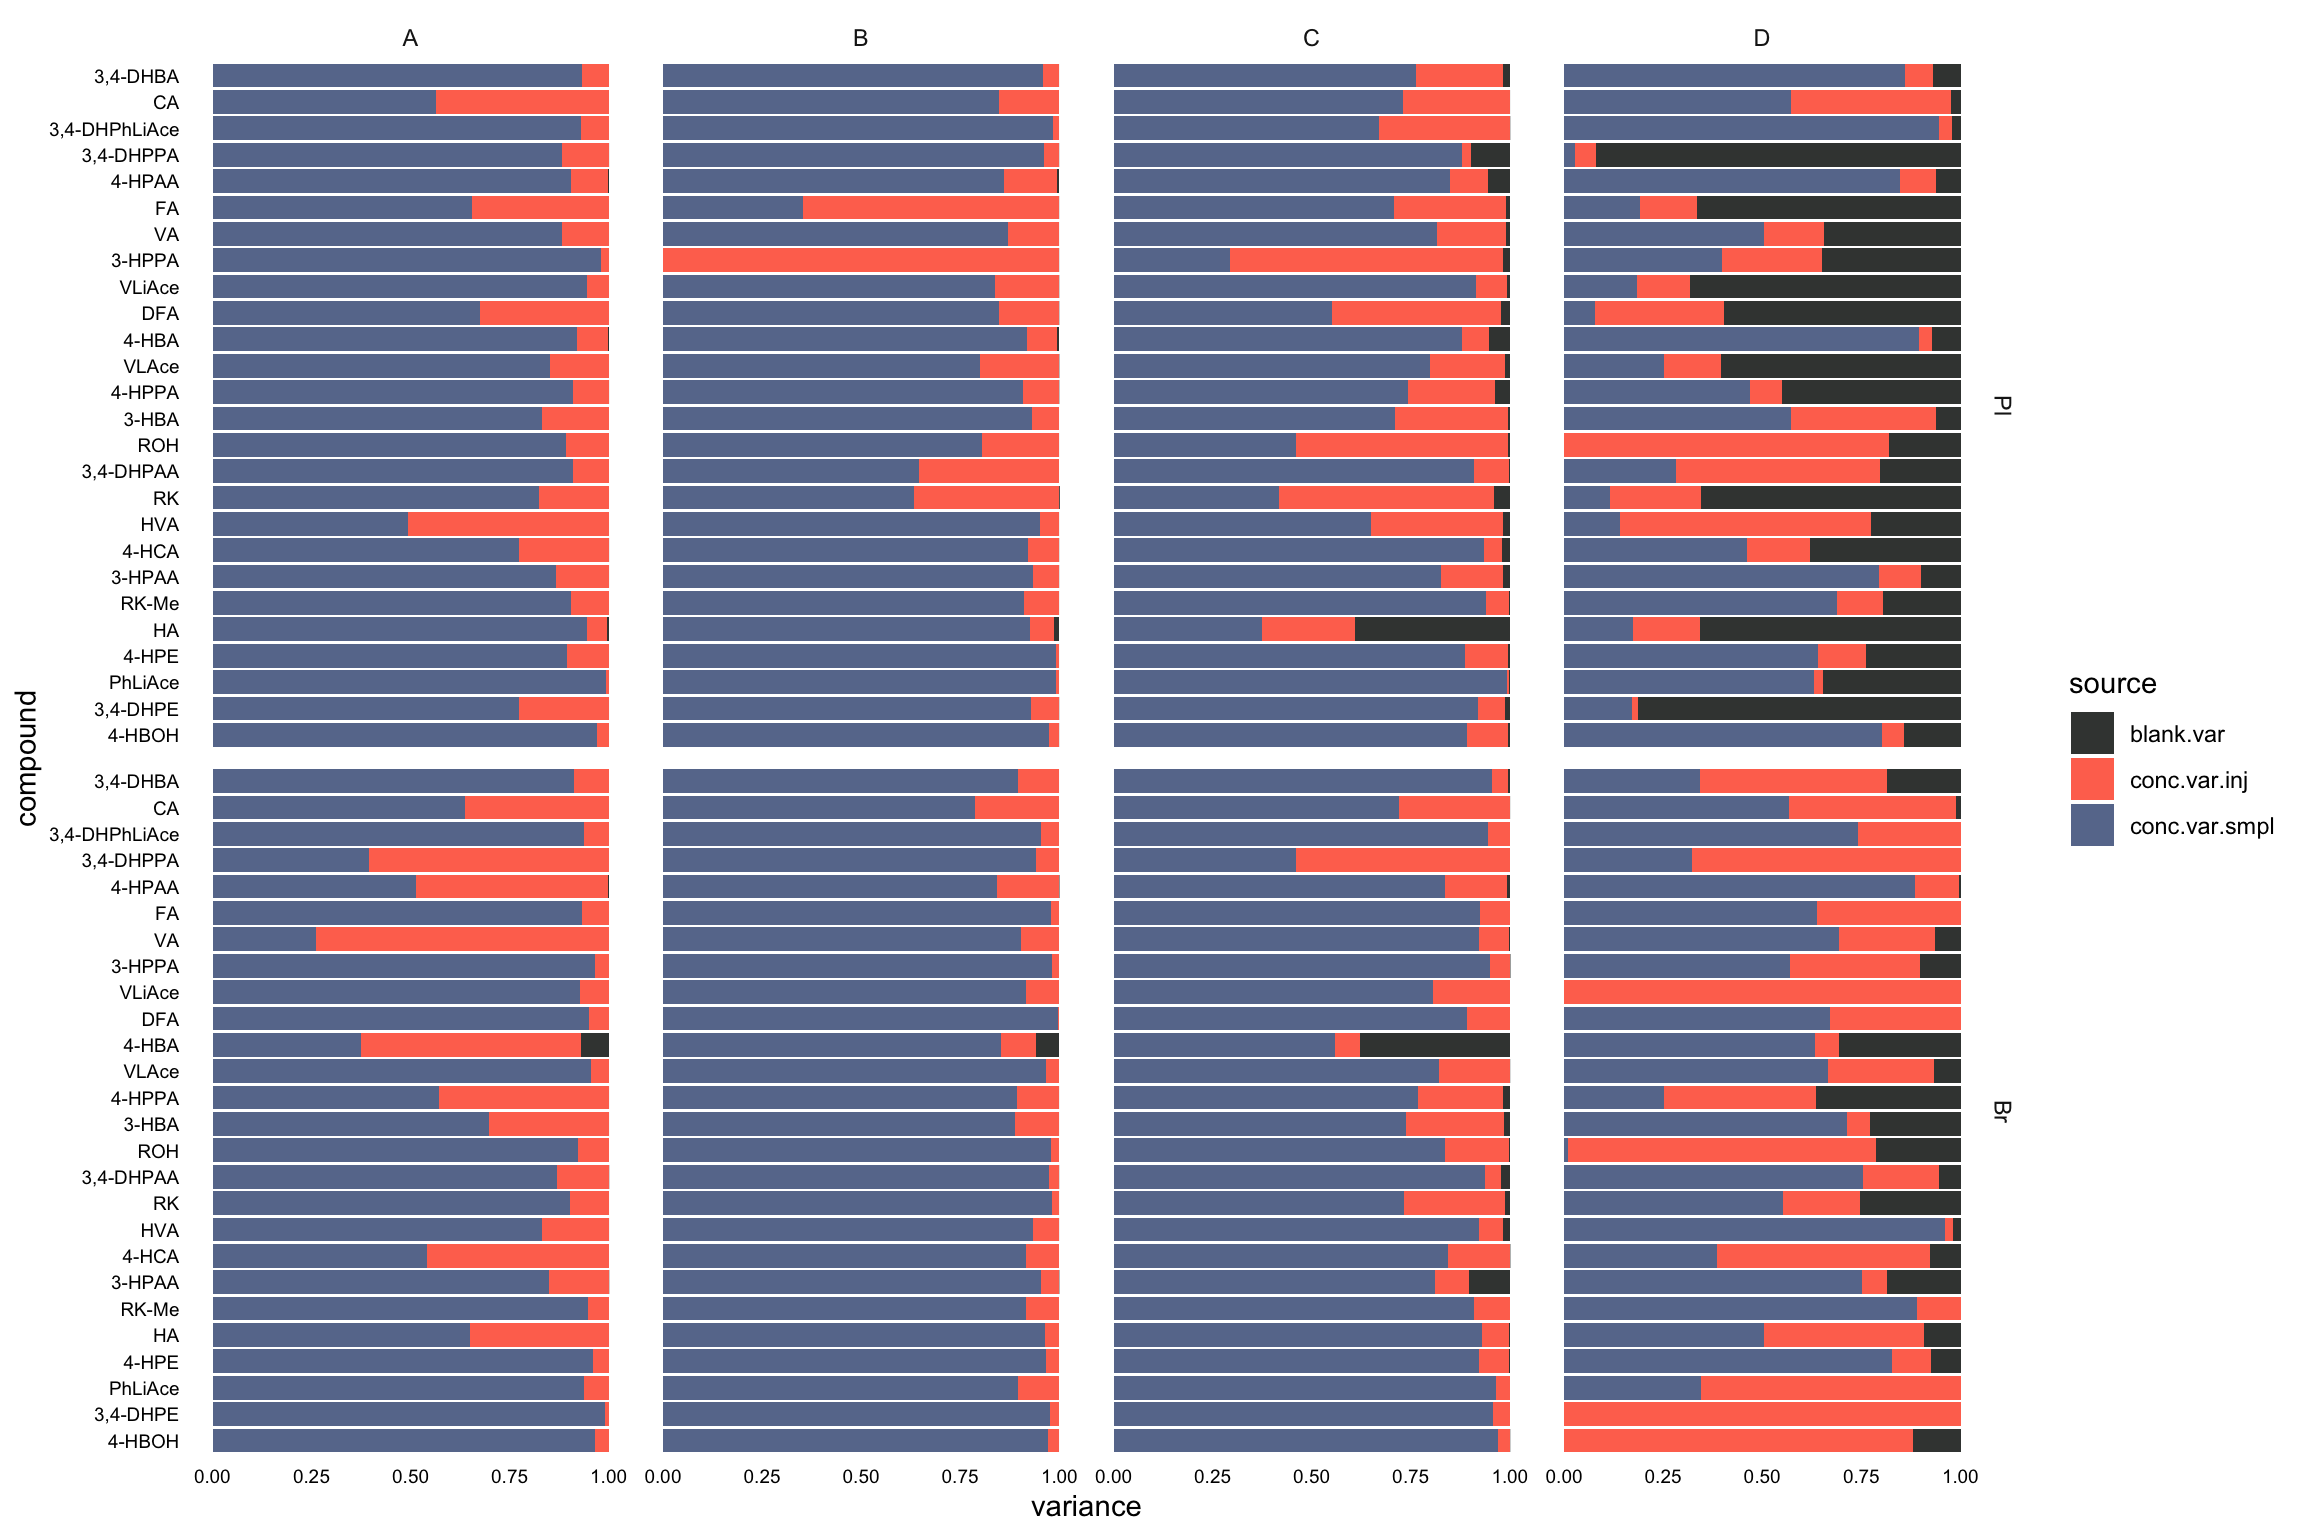 A B C D
3,4-DHBA
CA
3,4-DHPhLiAce
3,4-DHPPA
4-HPAA
FA
VA
3-HPPA
VLiAce
DFA
4-HBA
VLAce
4-HPPA
3-HBA
ROH
3,4-DHPAA
RK
HVA
4-HCA
3-HPAA
RK-Me
HA
4-HPE
PhLiAce
3,4-DHPE
4-HBOH
Pl
3,4-DHBA
CA
3,4-DHPhLiAce
3,4-DHPPA
4-HPAA
FA
VA
3-HPPA
VLiAce
DFA
4-HBA
VLAce
4-HPPA
3-HBA
ROH
3,4-DHPAA
RK
HVA
4-HCA
3-HPAA
RK-Me
HA
4-HPE
PhLiAce
3,4-DHPE
4-HBOH
Br
compound
0.00 0.25 0.50 0.75 1.00 0.00 0.25 0.50 0.75 1.00 0.00 0.25 0.50 0.75 1.00 0.00 0.25 0.50 0.75 1.00
variance
source
blank.var
conc.var.inj
conc.var.smpl